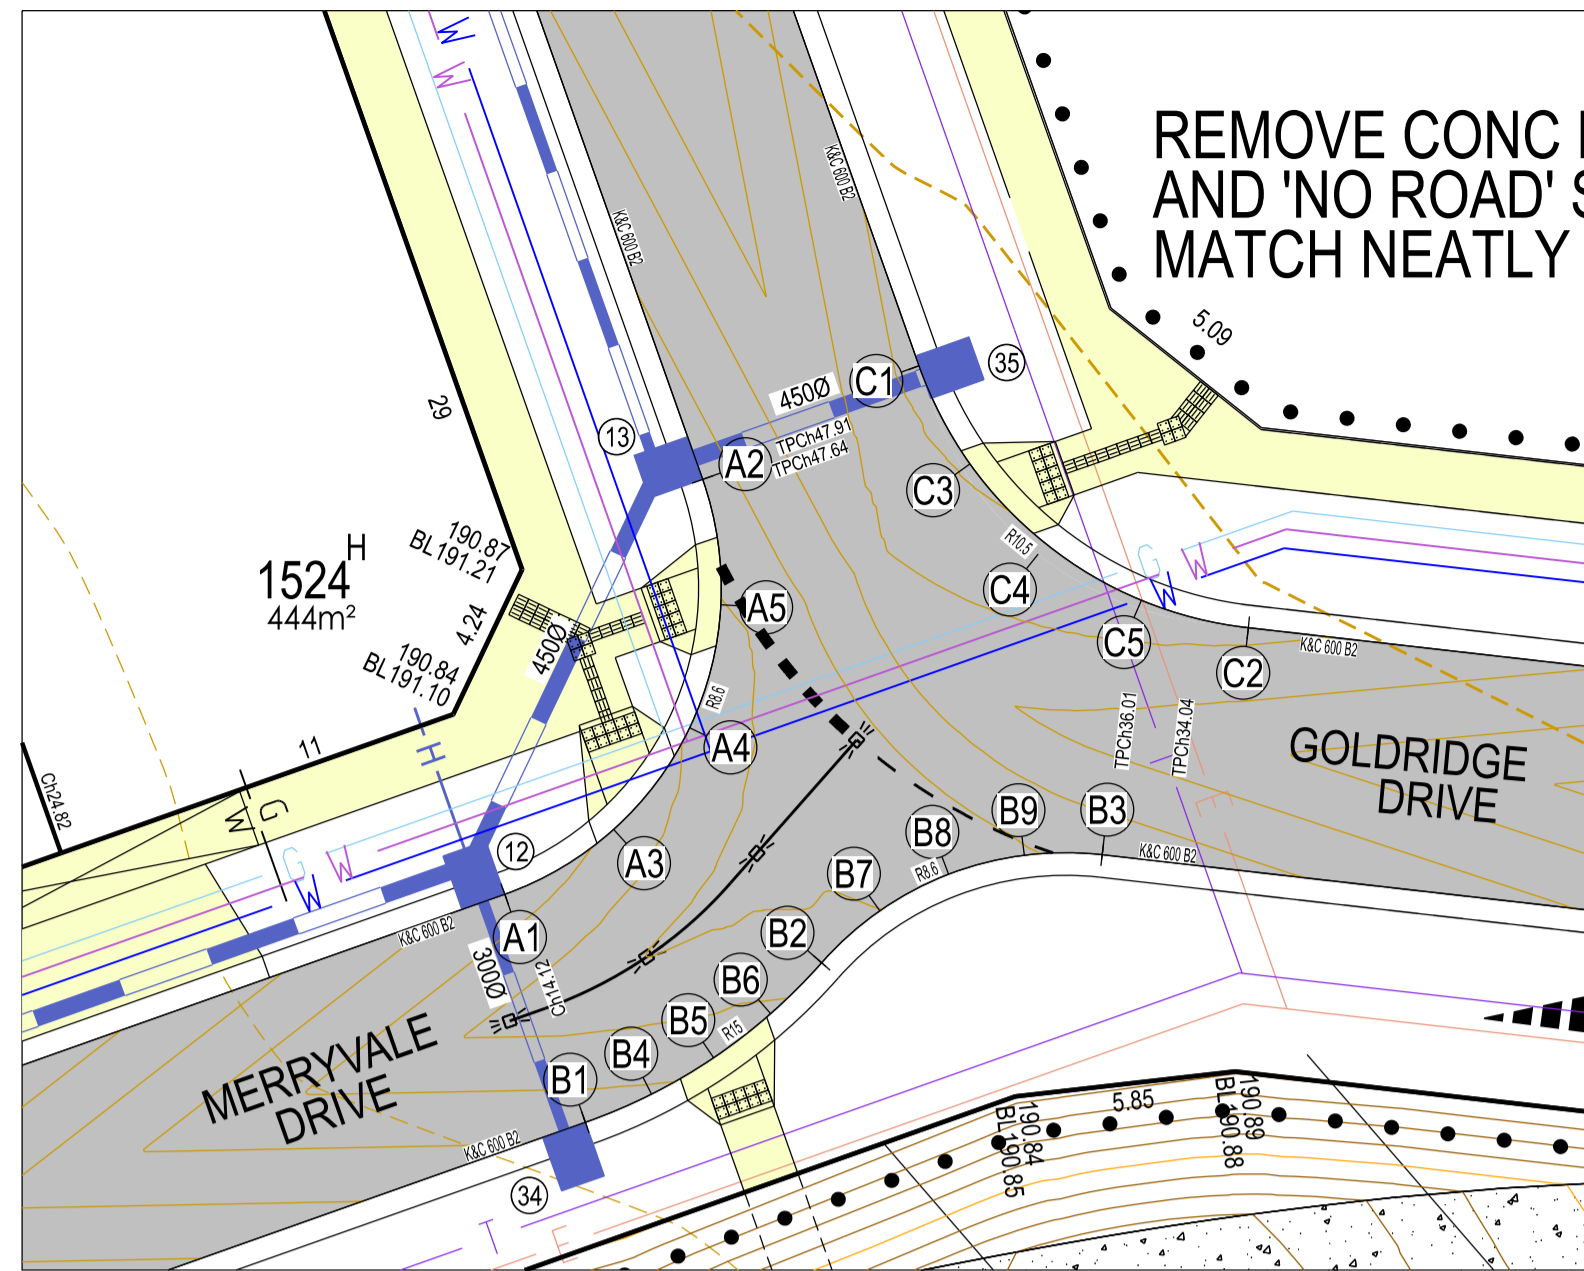 W
W
REMOVE CONC
AND 'NO ROAD' S
MATCH NEATLY
K&C 600 B2
K&C 600 B2
5.09
35
C1
450Ø
29
13
A2
TPCh47.91
TPCh47.64
C3
R10.5
H
1524
444m²
190.87
BL191.21
4.24
190.84
BL191.10
450Ø
A5
C4
G
W
W
C5
K&C 600 B2
C2
R8.6
A4
TPCh36.01
TPCh34.04
GOLDRIDGE
DRIVE
11
H
Ch24.82
G
W
E
B9
B3
B8
K&C 600 B2
12
G
W
W
A3
B7
R8.6
K&C 600 B2
A1
B2
300Ø
Ch14.12
B6
B5
R15
B4
B1
MERRYVALE
DRIVE
K&C 600 B2
34
T
E
5.85
190.84
BL190.85
190.89
BL190.88